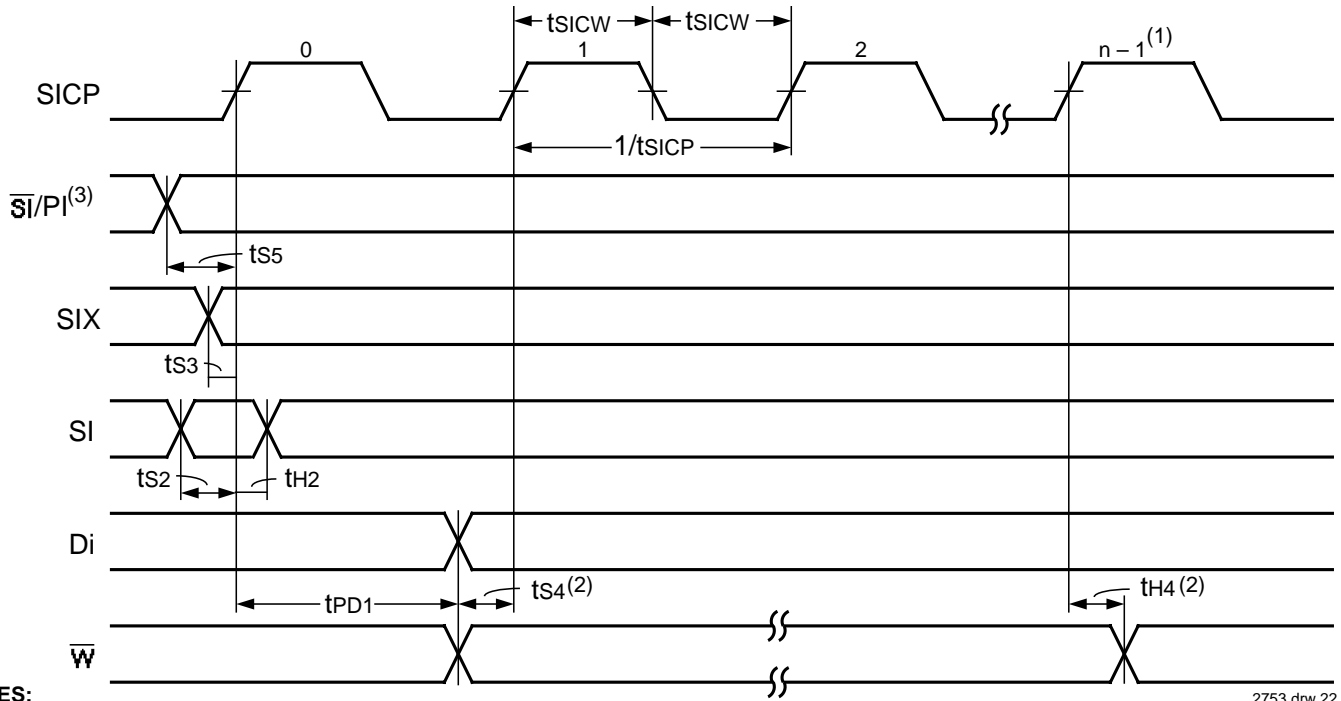 tSICW tSICW
0 1 2 n – 1(1)
SICP
1/tSICP
S̅I̅/PI(3)
tS5
SIX
tS3
SI
tS2 tH2
Di
tPD1 tS4(2) tH4(2)
W̅
ES:
2753 drw 22